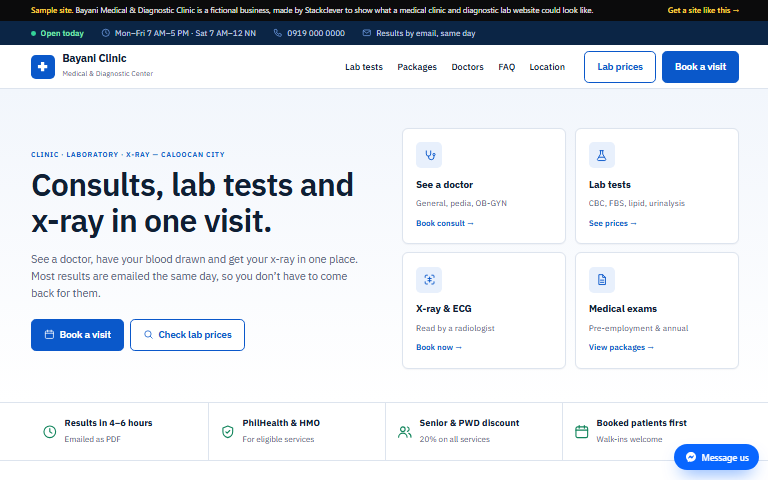 Sample site. Bayani Medical & Diagnostic Clinic is a fictional business, made by Stackclever to show what a medical clinic and diagnostic lab website could look like.
Get a site like this →
Open today
Mon–Fri 7 AM–5 PM · Sat 7 AM–12 NN
0919 000 0000
Results by email, same day
Bayani Clinic
Medical & Diagnostic Center
Lab tests
Packages
Doctors
FAQ
Location
Lab prices
Book a visit
CLINIC · LABORATORY · X-RAY — CALOOCAN CITY
Consults, lab tests and
x-ray in one visit.
See a doctor, have your blood drawn and get your x-ray in one place.
Most results are emailed the same day, so you don't have to come
back for them.
Book a visit
Check lab prices
See a doctor
General, pedia, OB-GYN
Book consult →
Lab tests
CBC, FBS, lipid, urinalysis
See prices →
X-ray & ECG
Read by a radiologist
Book now →
Medical exams
Pre-employment & annual
View packages →
Results in 4–6 hours
Emailed as PDF
PhilHealth & HMO
For eligible services
Senior & PWD discount
20% on all services
Booked patients first
Walk-ins welcome
Message us